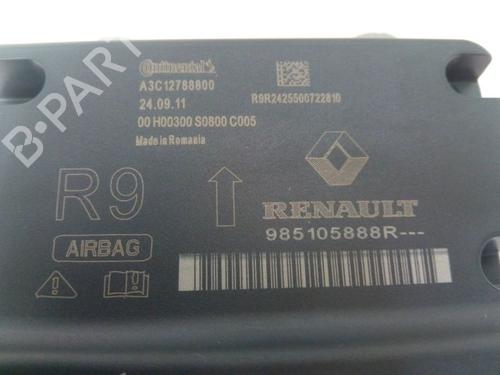 Continental
A3C12788800
24.09.11
00 H00300 S0800 C005
Made in Romania
R9R2425500722810
R9
AIRBAG
RENAULT
985105888R---
B-PARTS